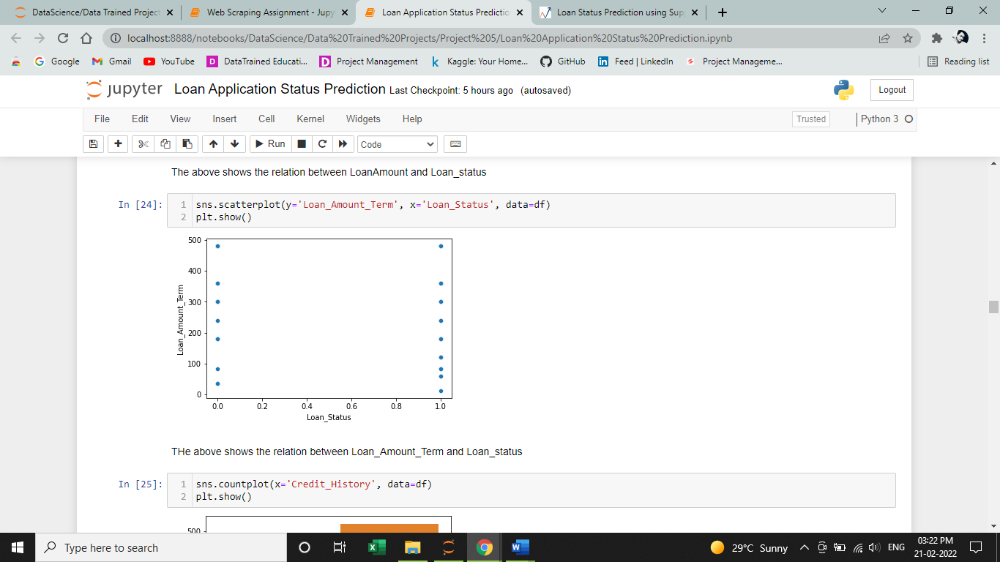 DataScience/Data Trained Project
Web Scraping Assignment - Jupy
Loan Application Status Predictio
Loan Status Prediction using Sup
localhost:8888/notebooks/DataScience/Data%20Trained%20Projects/Project%205/Loan%20Application%20Status%20Prediction.ipynb
Google Gmail YouTube DataTrained Educati... Project Management Kaggle: Your Home... GitHub Feed | LinkedIn Project Manageme... Reading list
jupyter Loan Application Status Prediction Last Checkpoint: 5 hours ago (autosaved) Logout
File Edit View Insert Cell Kernel Widgets Help Trusted Python 3
Run Code
The above shows the relation between LoanAmount and Loan_status
In [24]: 1 sns.scatterplot(y='Loan_Amount_Term', x='Loan_Status', data=df)
2 plt.show()
500
400
300
200
100
0
Loan_Amount_Term
0.0 0.2 0.4 0.6 0.8 1.0
Loan_Status
THe above shows the relation between Loan_Amount_Term and Loan_status
In [25]: 1 sns.countplot(x='Credit_History', data=df)
2 plt.show()
500
Type here to search
29°C Sunny
ENG
03:22 PM
21-02-2022